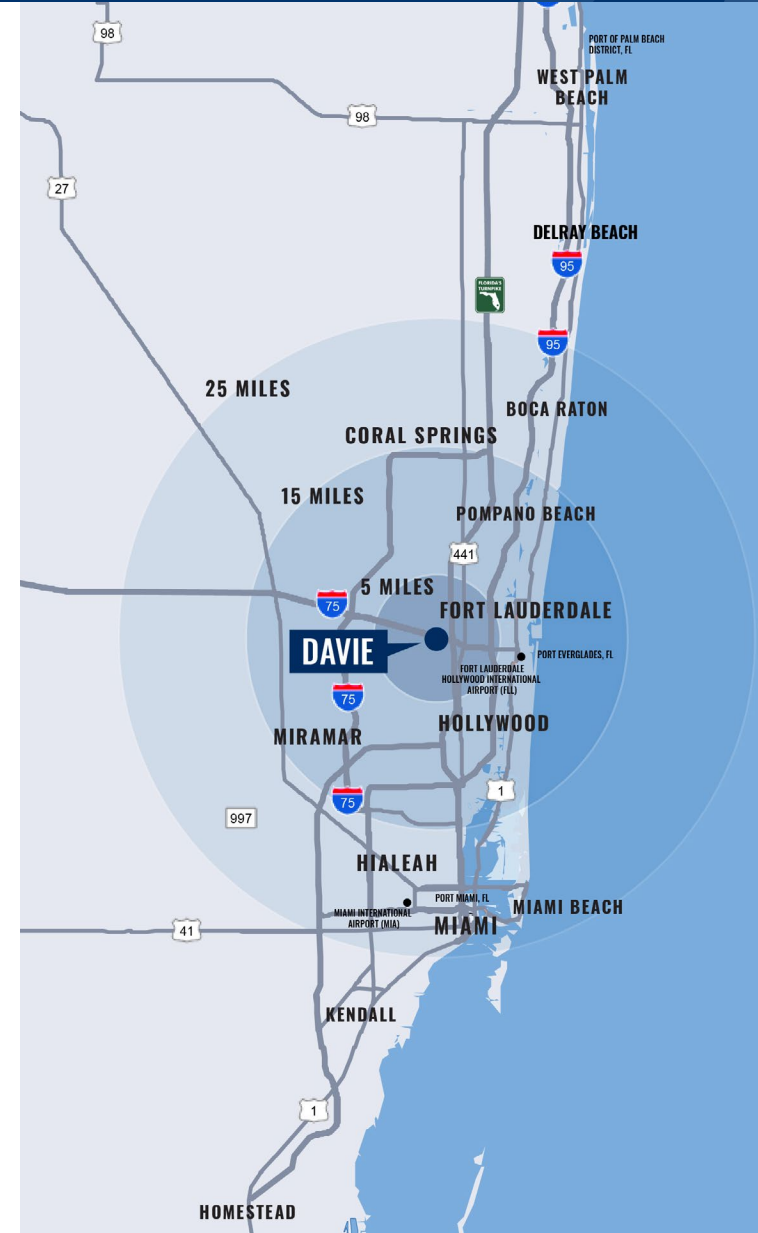 98
PORT OF PALM BEACH
DISTRICT, FL
WEST PALM
BEACH
98
27
DELRAY BEACH
95
FLORIDA'S
TURNPIKE
95
25 MILES
BOCA RATON
CORAL SPRINGS
15 MILES
POMPANO BEACH
441
5 MILES
75
FORT LAUDERDALE
DAVIE
PORT EVERGLADES, FL
FORT LAUDERDALE
HOLLYWOOD INTERNATIONAL
AIRPORT (FLL)
75
HOLLYWOOD
MIRAMAR
1
75
997
HIALEAH
PORT MIAMI, FL
MIAMI BEACH
MIAMI INTERNATIONAL
AIRPORT (MIA)
MIAMI
41
KENDALL
1
HOMESTEAD